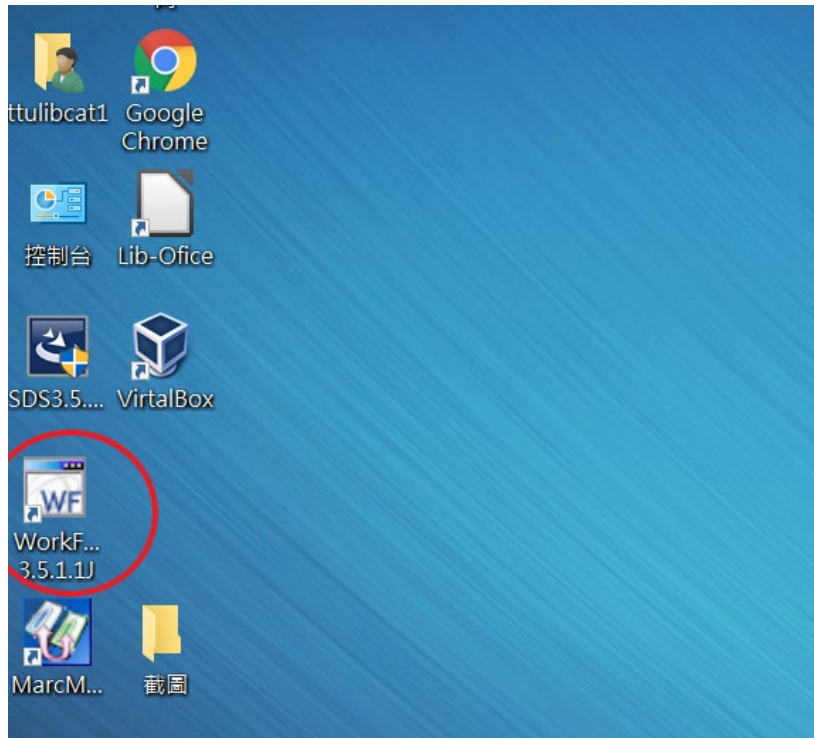 ttulibcat1
Google
Chrome
控制台
Lib-Ofice
SDS3.5....
VirtalBox
WF
WorkF...
3.5.1.1J
MarcM...
截圖